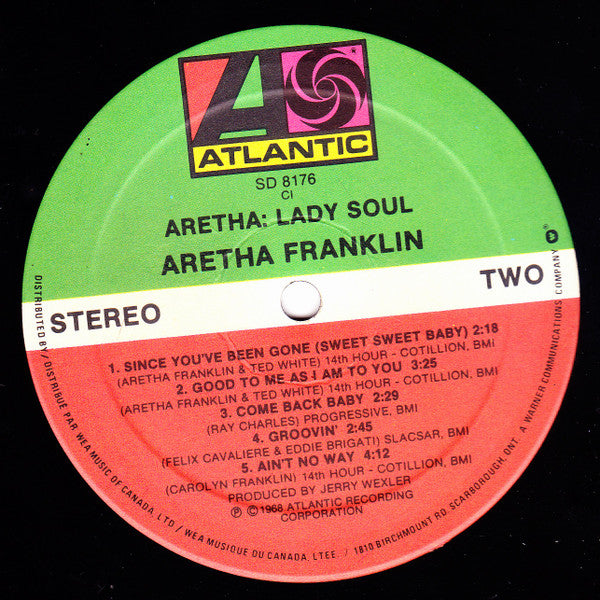 ATLANTIC
SD 8176
CI
ARETHA: LADY SOUL
ARETHA FRANKLIN
STEREO
TWO
1. SINCE YOU'VE BEEN GONE (SWEET SWEET BABY) 2:18
(ARETHA FRANKLIN & TED WHITE) 14th HOUR - COTILLION, BMI
2. GOOD TO ME AS I AM TO YOU 3:25
(ARETHA FRANKLIN & TED WHITE) 14th HOUR - COTILLION, BMI
3. COME BACK BABY 2:29
(RAY CHARLES) PROGRESSIVE, BMI
4. GROOVIN' 2:45
(FELIX CAVALIERE & EDDIE BRIGATI) SLACSAR, BMI
5. AIN'T NO WAY 4:12
(CAROLYN FRANKLIN) 14th HOUR - COTILLION, BMI
PRODUCED BY JERRY WEXLER
℗ ©1968 ATLANTIC RECORDING
CORPORATION
DISTRIBUTED BY / DISTRIBUÉ PAR WEA MUSIC OF CANADA, LTD / WEA MUSIQUE DU CANADA, LTEE. / 1810 BIRCHMOUNT RD. SCARBOROUGH, ONT. A WARNER COMMUNICATIONS COMPANY